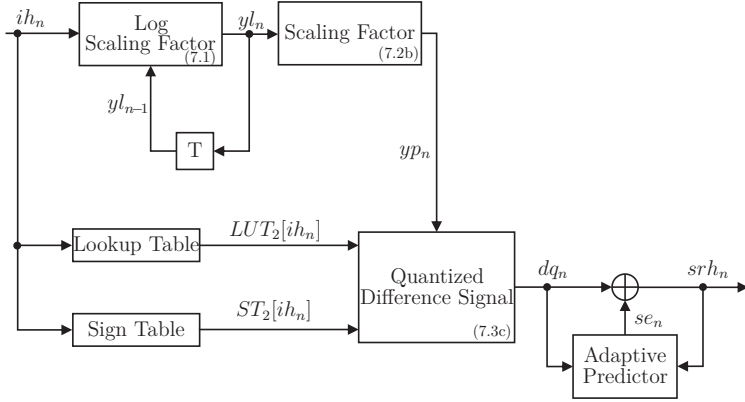 ih_n
Log
Scaling Factor
(7.1)
yl_n
Scaling Factor
(7.2b)
yl_{n-1}
T
yp_n
Lookup Table
LUT_2[ih_n]
Sign Table
ST_2[ih_n]
Quantized
Difference Signal
(7.3c)
dq_n
srh_n
se_n
Adaptive
Predictor